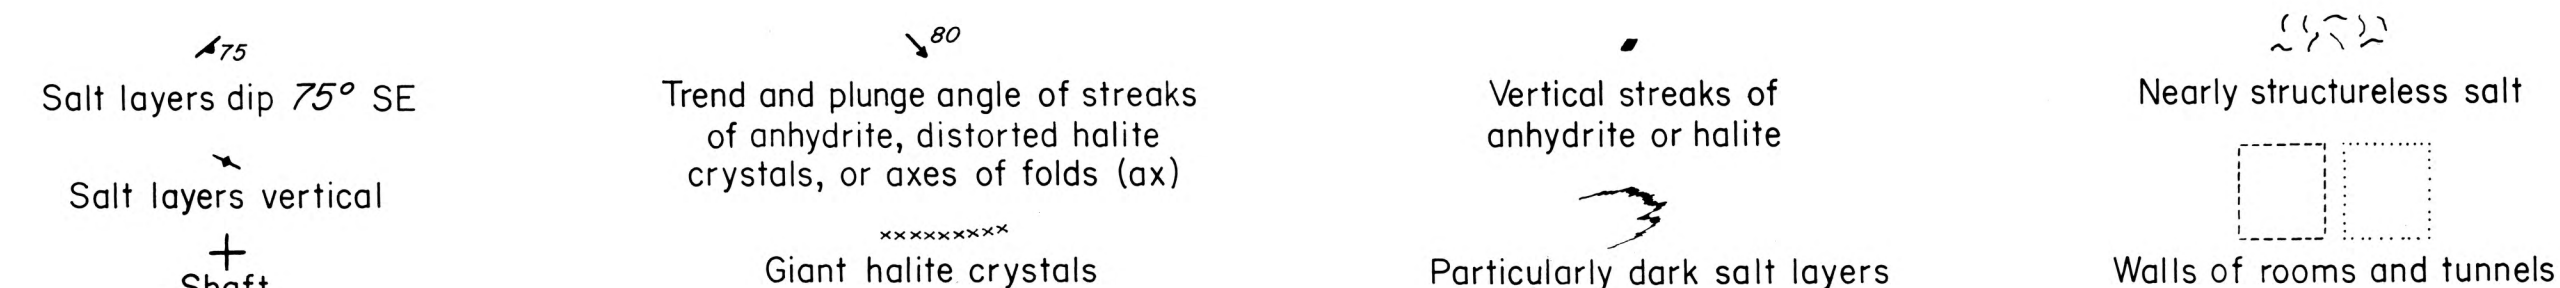 75
Salt layers dip 75° SE
Salt layers vertical
Shaft
80
Trend and plunge angle of streaks
of anhydrite, distorted halite
crystals, or axes of folds (ax)
xxxxxxxxx
Giant halite crystals
Vertical streaks of
anhydrite or halite
Particularly dark salt layers
Nearly structureless salt
Walls of rooms and tunnels